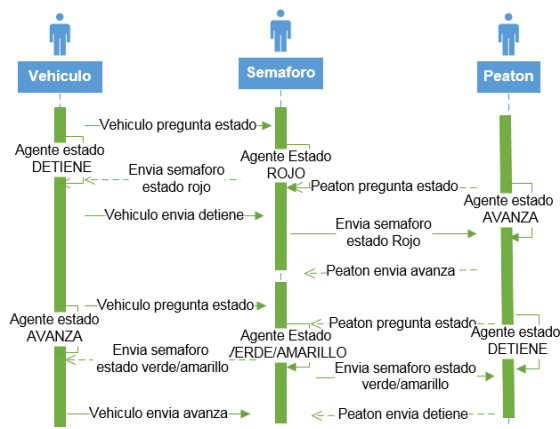 Vehiculo
Semaforo
Peaton
Vehiculo pregunta estado
Agente estado
DETIENE
Agente Estado
ROJO
Envia semaforo
estado rojo
Peaton pregunta estado
Agente estado
AVANZA
Vehiculo envia detiene
Envia semaforo
estado Rojo
Peaton envia avanza
Vehiculo pregunta estado
Agente estado
AVANZA
Peaton pregunta estado
Agente Estado
VERDE/AMARILLO
Agente estado
DETIENE
Envia semaforo
estado verde/amarillo
Envia semaforo estado
verde/amarillo
Vehiculo envia avanza
Peaton envia detiene